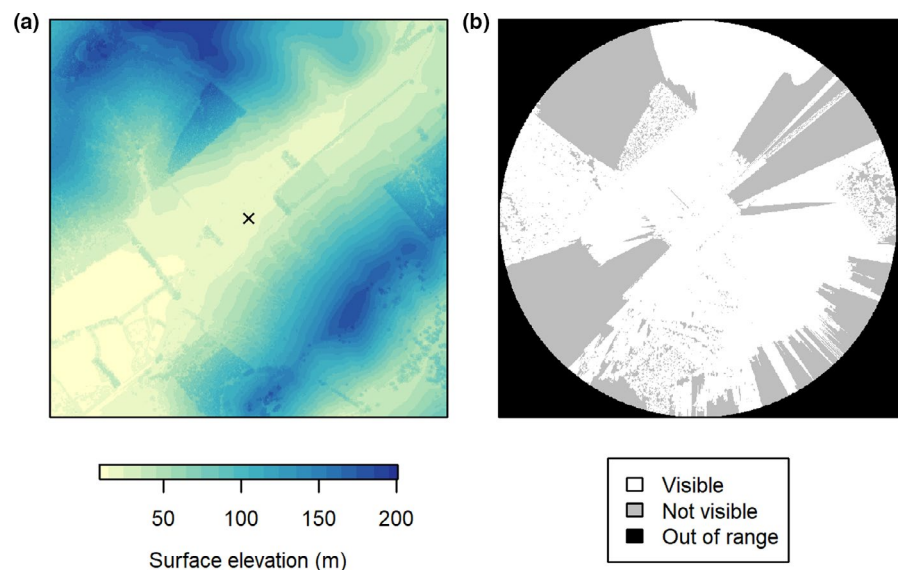 (a)
(b)
50 100 150 200
Surface elevation (m)
Visible
Not visible
Out of range